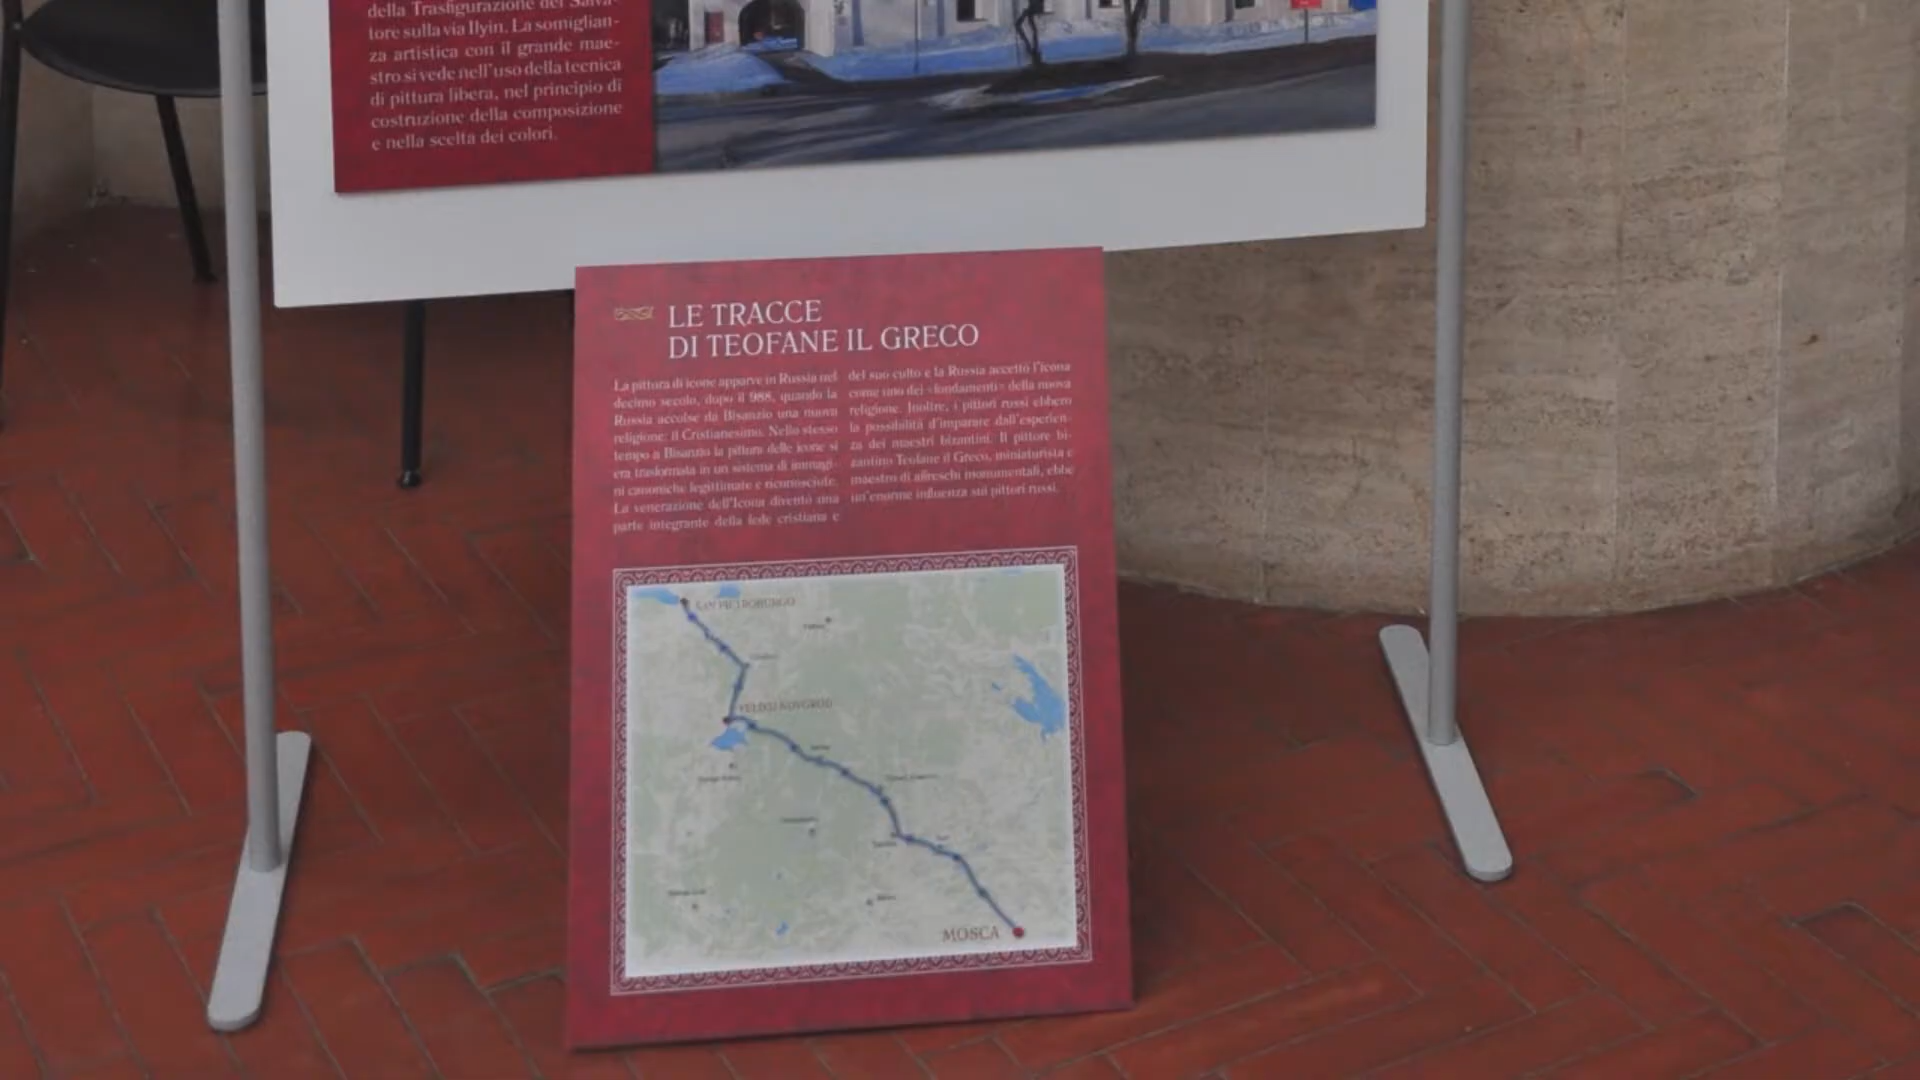 della Trasfigurazione del Salva-
tore sulla via Ilyin. La somiglian-
za artistica con il grande mae-
stro si vede nell'uso della tecnica
di pittura libera, nel principio di
costruzione della composizione
e nella scelta dei colori.
LE TRACCE
DI TEOFANE IL GRECO
La pittura di icone apparve in Russia nel
decimo secolo, dopo il 988, quando la
Russia accolse da Bisanzio una nuova
religione: il Cristianesimo. Nello stesso
tempo a Bisanzio la pittura delle icone si
era trasformata in un sistema di immagi-
ni canoniche legittimate e riconosciute.
La venerazione dell'Icona diventò una
parte integrante della fede cristiana e
del suo culto e la Russia accettò l'icona
come uno dei «fondamenti» della nuova
religione. Inoltre, i pittori russi ebbero
la possibilità d'imparare dall'esperien-
za dei maestri bizantini. Il pittore bi-
zantino Teofane il Greco, miniaturista e
maestro di affreschi monumentali, ebbe
un'enorme influenza sui pittori russi.
SAN PIETROBURGO
VELIKIJ NOVGROD
MOSCA